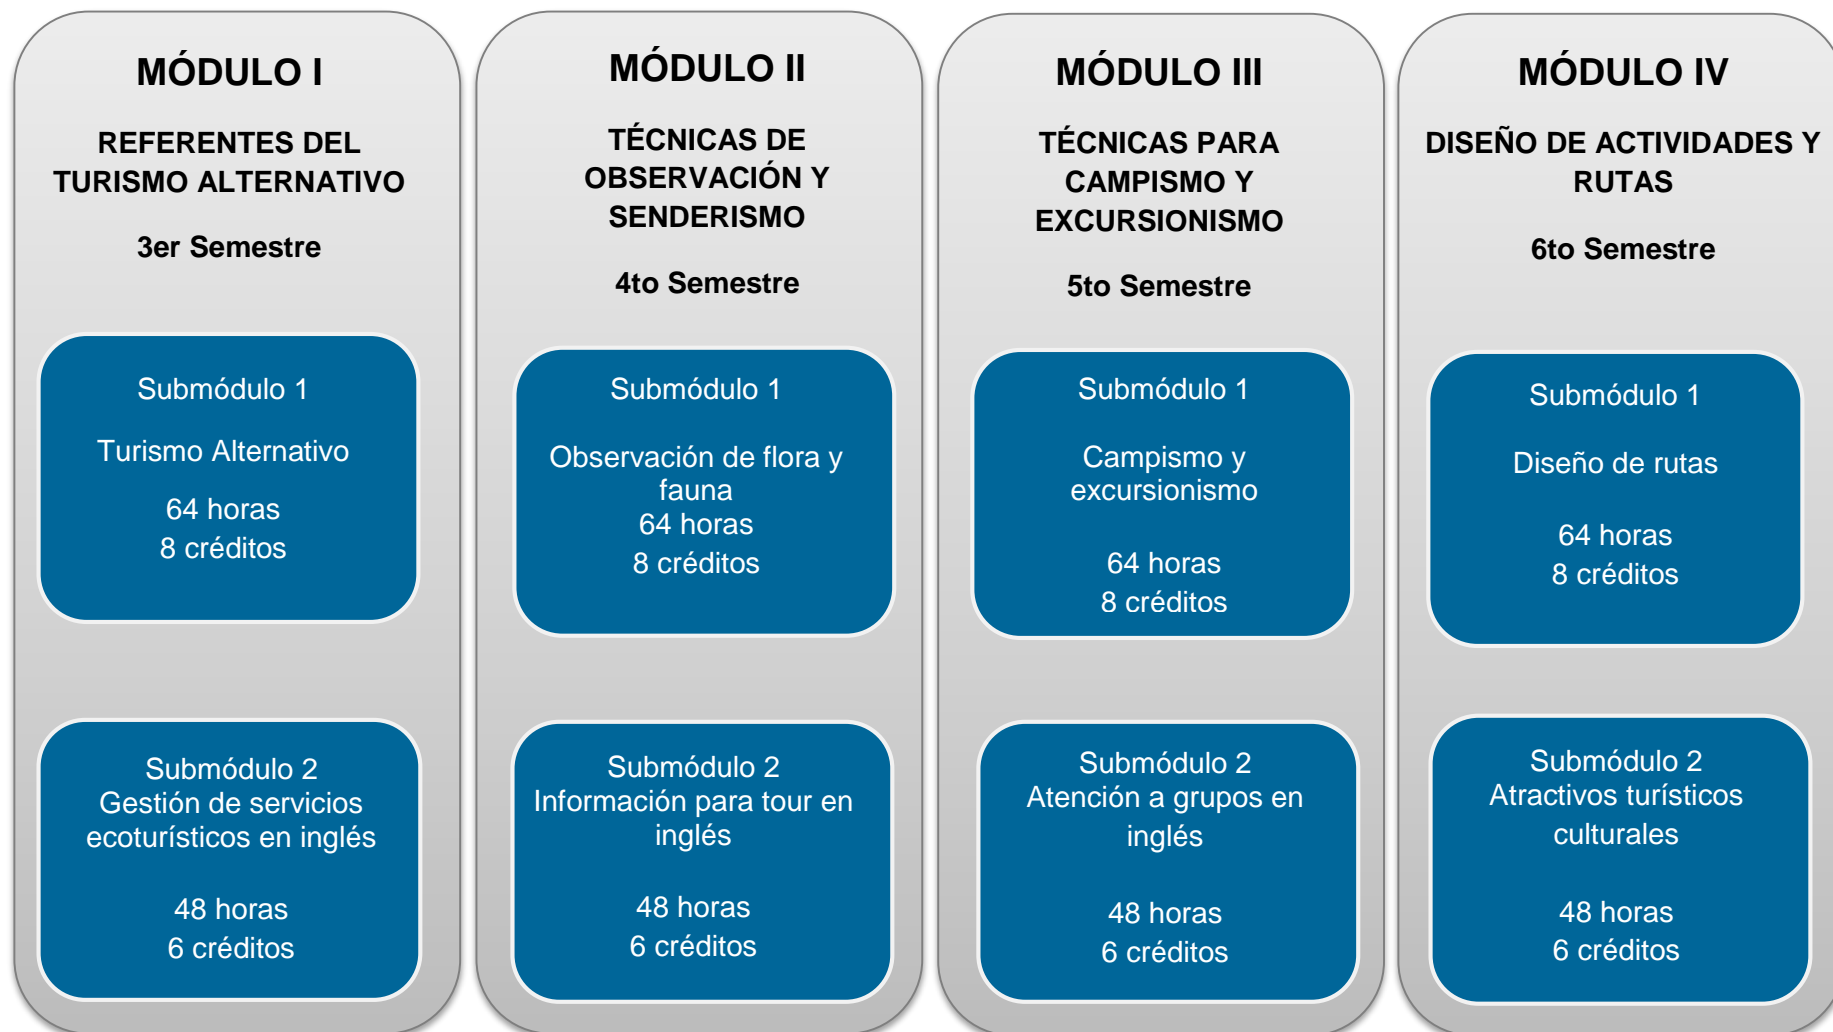 MÓDULO I
REFERENTES DEL
TURISMO ALTERNATIVO
3er Semestre
Submódulo 1
Turismo Alternativo
64 horas
8 créditos
Submódulo 2
Gestión de servicios
ecoturísticos en inglés
48 horas
6 créditos
MÓDULO II
TÉCNICAS DE
OBSERVACIÓN Y
SENDERISMO
4to Semestre
Submódulo 1
Observación de flora y
fauna
64 horas
8 créditos
Submódulo 2
Información para tour en
inglés
48 horas
6 créditos
MÓDULO III
TÉCNICAS PARA
CAMPISMO Y
EXCURSIONISMO
5to Semestre
Submódulo 1
Campismo y
excursionismo
64 horas
8 créditos
Submódulo 2
Atención a grupos en
inglés
48 horas
6 créditos
MÓDULO IV
DISEÑO DE ACTIVIDADES Y
RUTAS
6to Semestre
Submódulo 1
Diseño de rutas
64 horas
8 créditos
Submódulo 2
Atractivos turísticos
culturales
48 horas
6 créditos